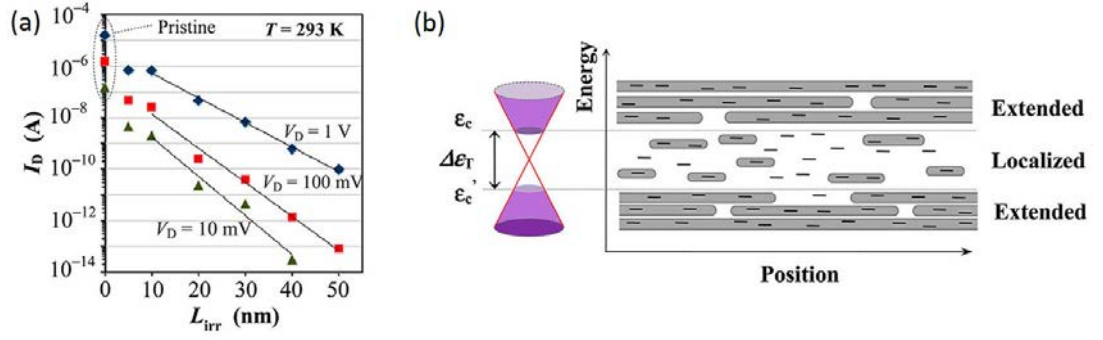 (a)
10⁻⁴
10⁻⁶
10⁻⁸
10⁻¹⁰
10⁻¹²
10⁻¹⁴
I_D (A)
Pristine
T = 293 K
V_D = 1 V
V_D = 100 mV
V_D = 10 mV
0 10 20 30 40 50
L_irr (nm)
(b)
Energy
ε_c
Δε_T
ε_c'
Extended
Localized
Extended
Position